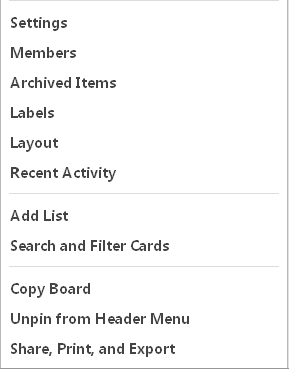 Settings
Members
Archived Items
Labels
Layout
Recent Activity
Add List
Search and Filter Cards
Copy Board
Unpin from Header Menu
Share, Print, and Export